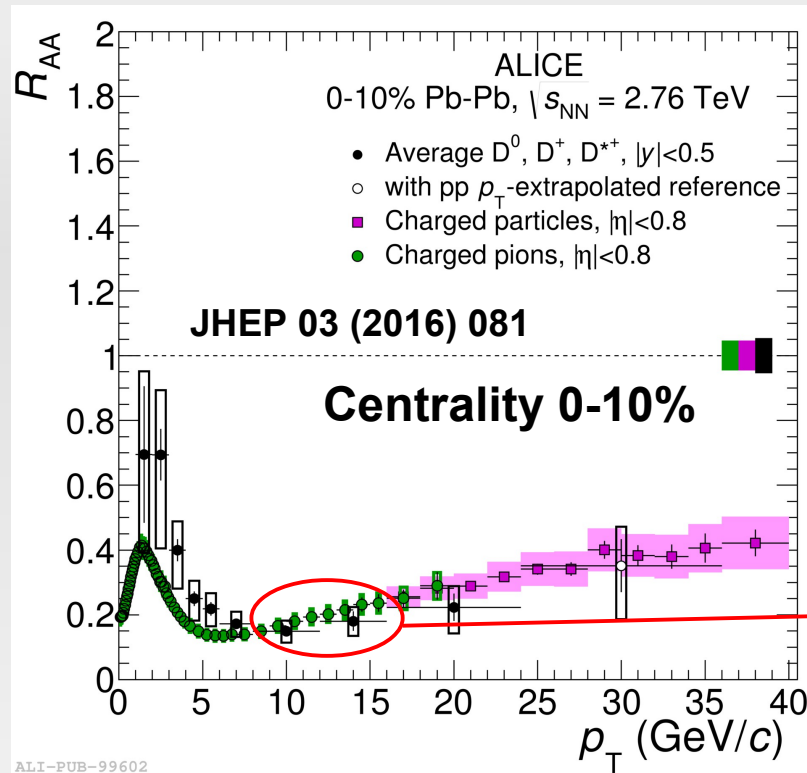 R_AA
2
1.8
1.6
1.4
1.2
1
0.8
0.6
0.4
0.2
0
ALICE
0-10% Pb-Pb, √s_NN = 2.76 TeV
Average D⁰, D⁺, D*⁺, |y|<0.5
with pp p_T-extrapolated reference
Charged particles, |η|<0.8
Charged pions, |η|<0.8
JHEP 03 (2016) 081
Centrality 0-10%
0 5 10 15 20 25 30 35 40
p_T (GeV/c)
ALI-PUB-99602